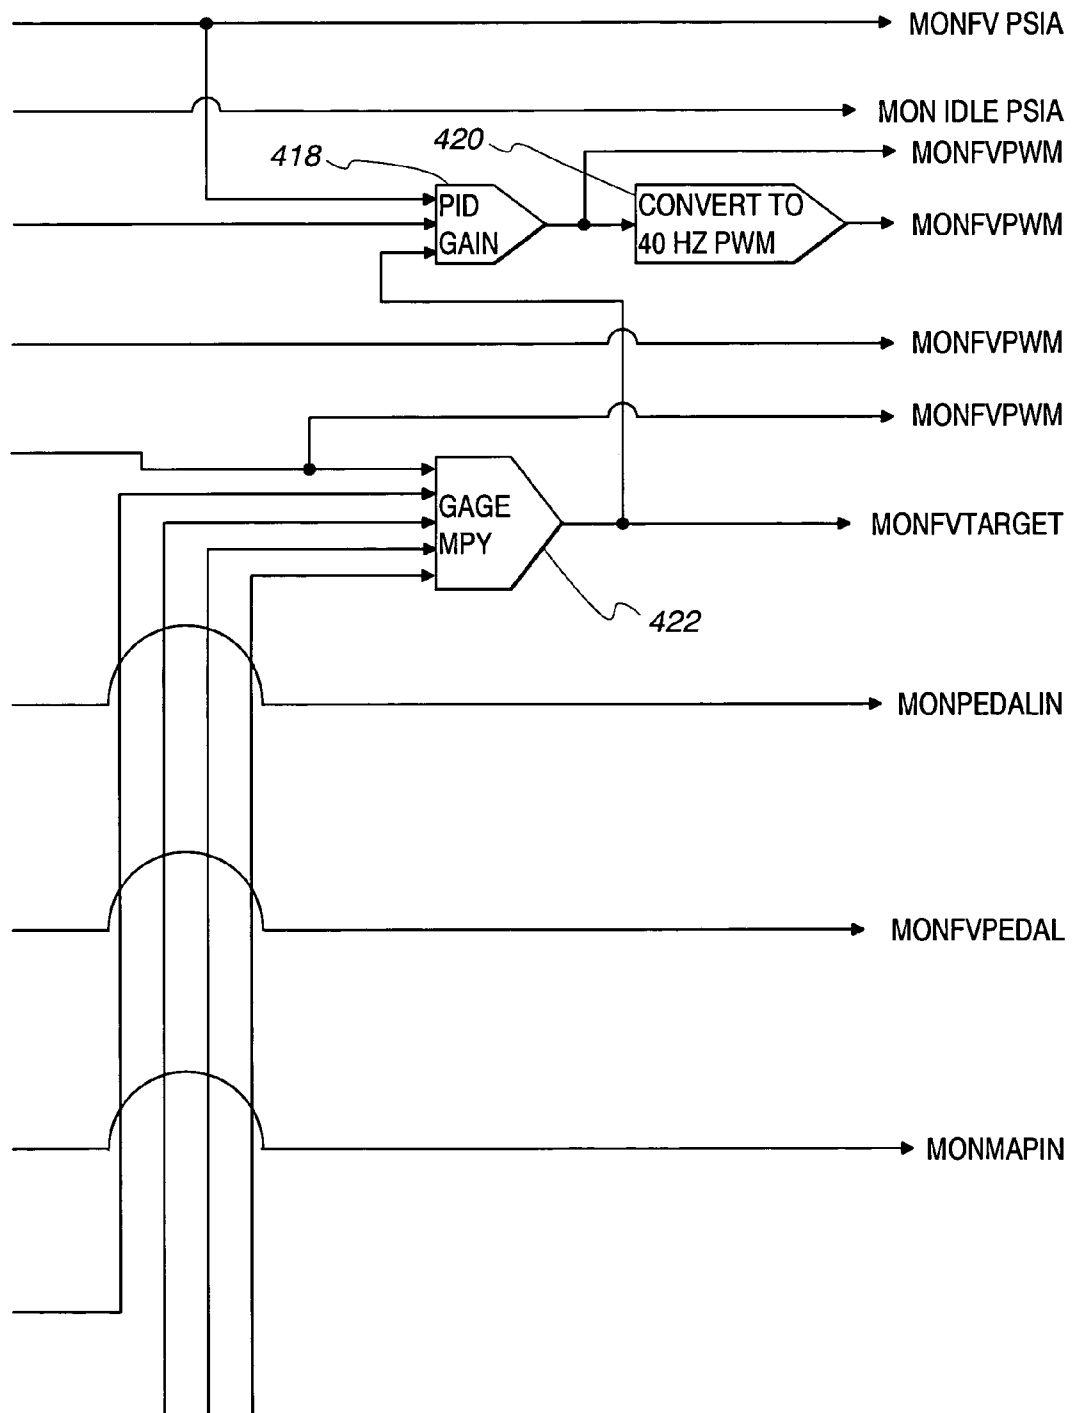 MONFV PSIA
MON IDLE PSIA
MONFVPWM
418
420
PID
GAIN
CONVERT TO
40 HZ PWM
MONFVPWM
MONFVPWM
MONFVPWM
GAGE
MPY
MONFVTARGET
422
MONPEDALIN
MONFVPEDAL
MONMAPIN